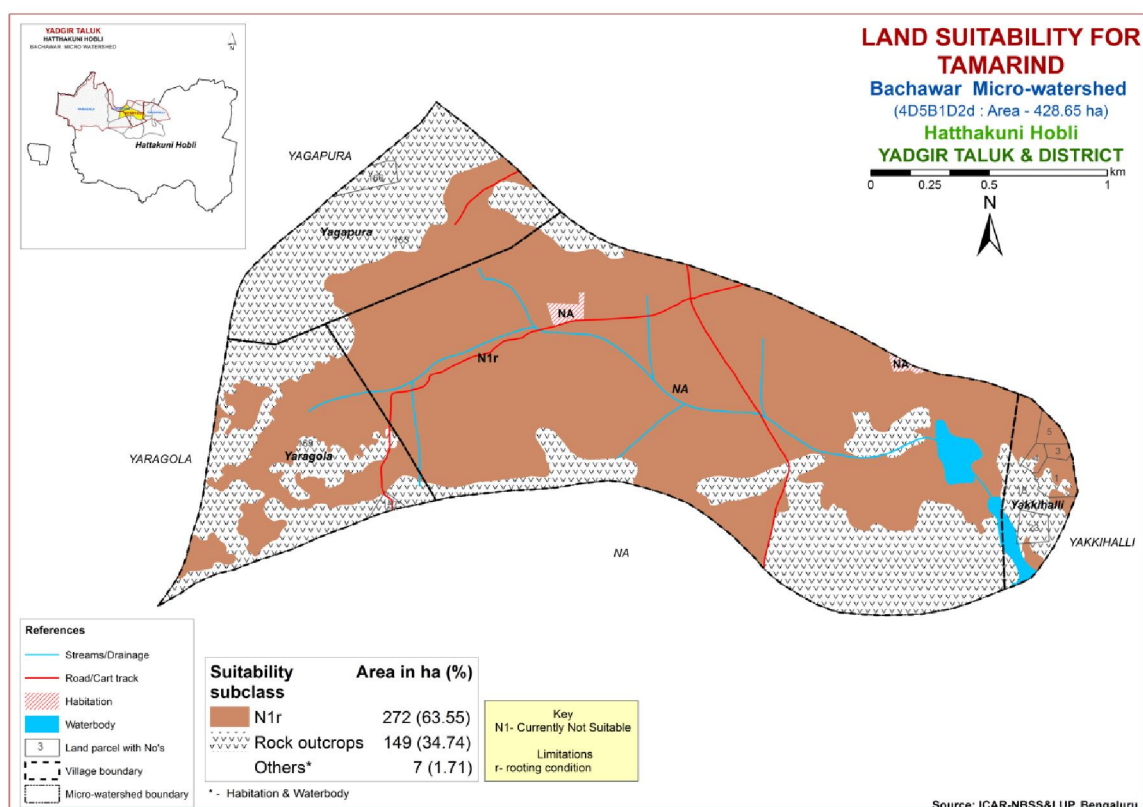 YADGIR TALUK
HATTHAKUNI HOBLI
BACHAWAR MICRO-WATERSHED
N
Hattakuni Hobli
LAND SUITABILITY FOR
TAMARIND
Bachawar Micro-watershed
(4D5B1D2d : Area - 428.65 ha)
Hatthakuni Hobli
YADGIR TALUK & DISTRICT
km
0 0.25 0.5 1
N
YAGAPURA
Yagapura
NA
N1r
NA
NA
5
3
1
YARAGOLA
Yaragola
Yakkihalli
YAKKIHALLI
NA
References
Streams/Drainage
Road/Cart track
Habitation
Waterbody
3 Land parcel with No's
Village boundary
Micro-watershed boundary
Suitability subclass Area in ha (%)
N1r 272 (63.55)
Rock outcrops 149 (34.74)
Others* 7 (1.71)
* - Habitation & Waterbody
Key
N1- Currently Not Suitable
Limitations
r- rooting condition
Source: ICAR-NBSS&LUP, Bengaluru